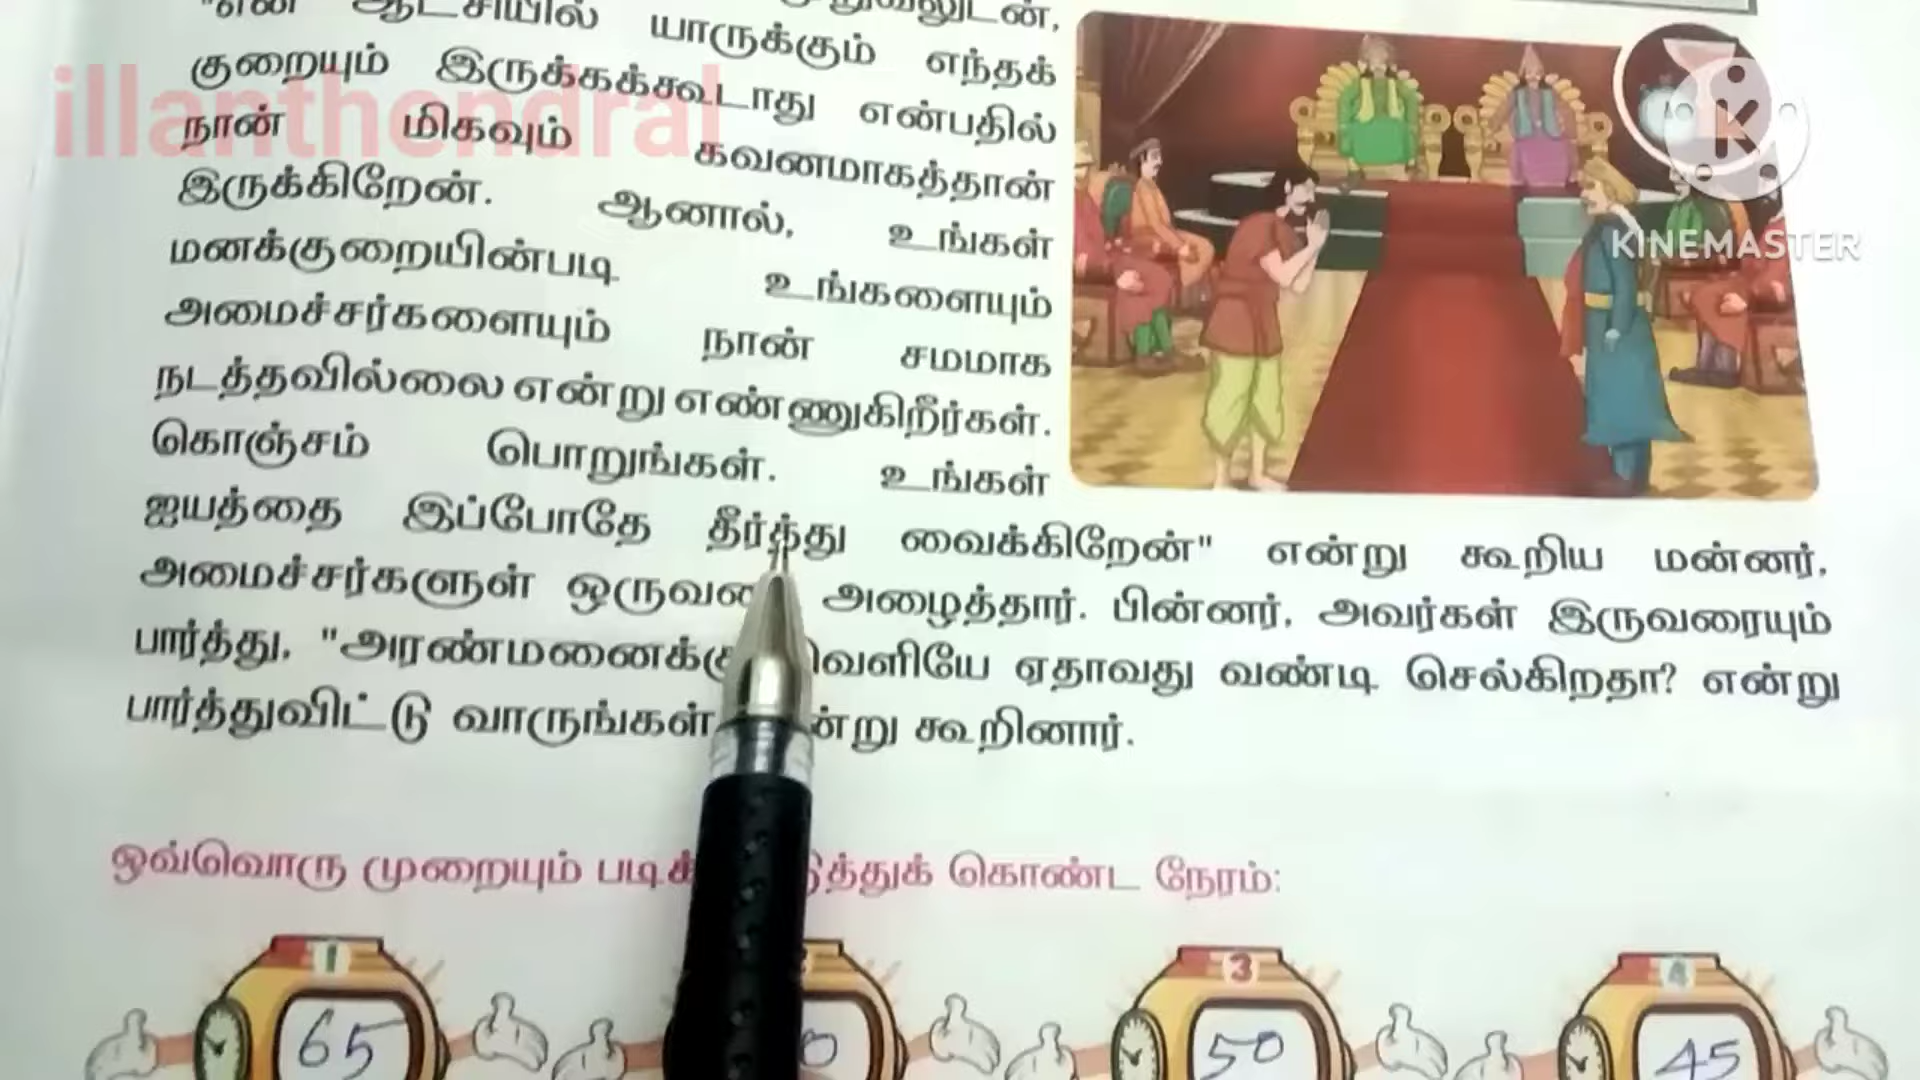 "என் ஆட்சியில் யாருக்கும் எந்தக்
குறையும் இருக்கக்கூடாது என்பதில்
நான் மிகவும் கவனமாகத்தான்
இருக்கிறேன். ஆனால், உங்கள்
மனக்குறையின்படி உங்களையும்
அமைச்சர்களையும் நான் சமமாக
நடத்தவில்லை என்று எண்ணுகிறீர்கள்.
கொஞ்சம் பொறுங்கள். உங்கள்
ஐயத்தை இப்போதே தீர்த்து வைக்கிறேன்" என்று கூறிய மன்னர்,
அமைச்சர்களுள் அழைத்தார். பின்னர், அவர்கள் இருவரையும்
பார்த்து, "அரண்மனைக்கு வெளியே ஏதாவது வண்டி செல்கிறதா? என்று
பார்த்துவிட்டு வாருங்கள் கூறினார்.
ஒவ்வொரு முறையும் கொண்ட நேரம்:
1 3 4
65 50 45
illanthendral
K
KINEMASTER